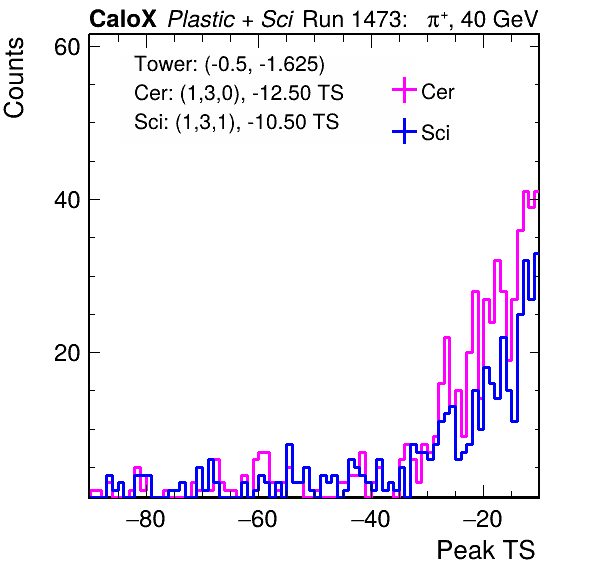 CaloX Plastic + Sci Run 1473: π+, 40 GeV
Counts
60
40
20
Tower: (-0.5, -1.625)
Cer: (1,3,0), -12.50 TS
Sci: (1,3,1), -10.50 TS
Cer
Sci
−80 −60 −40 −20
Peak TS